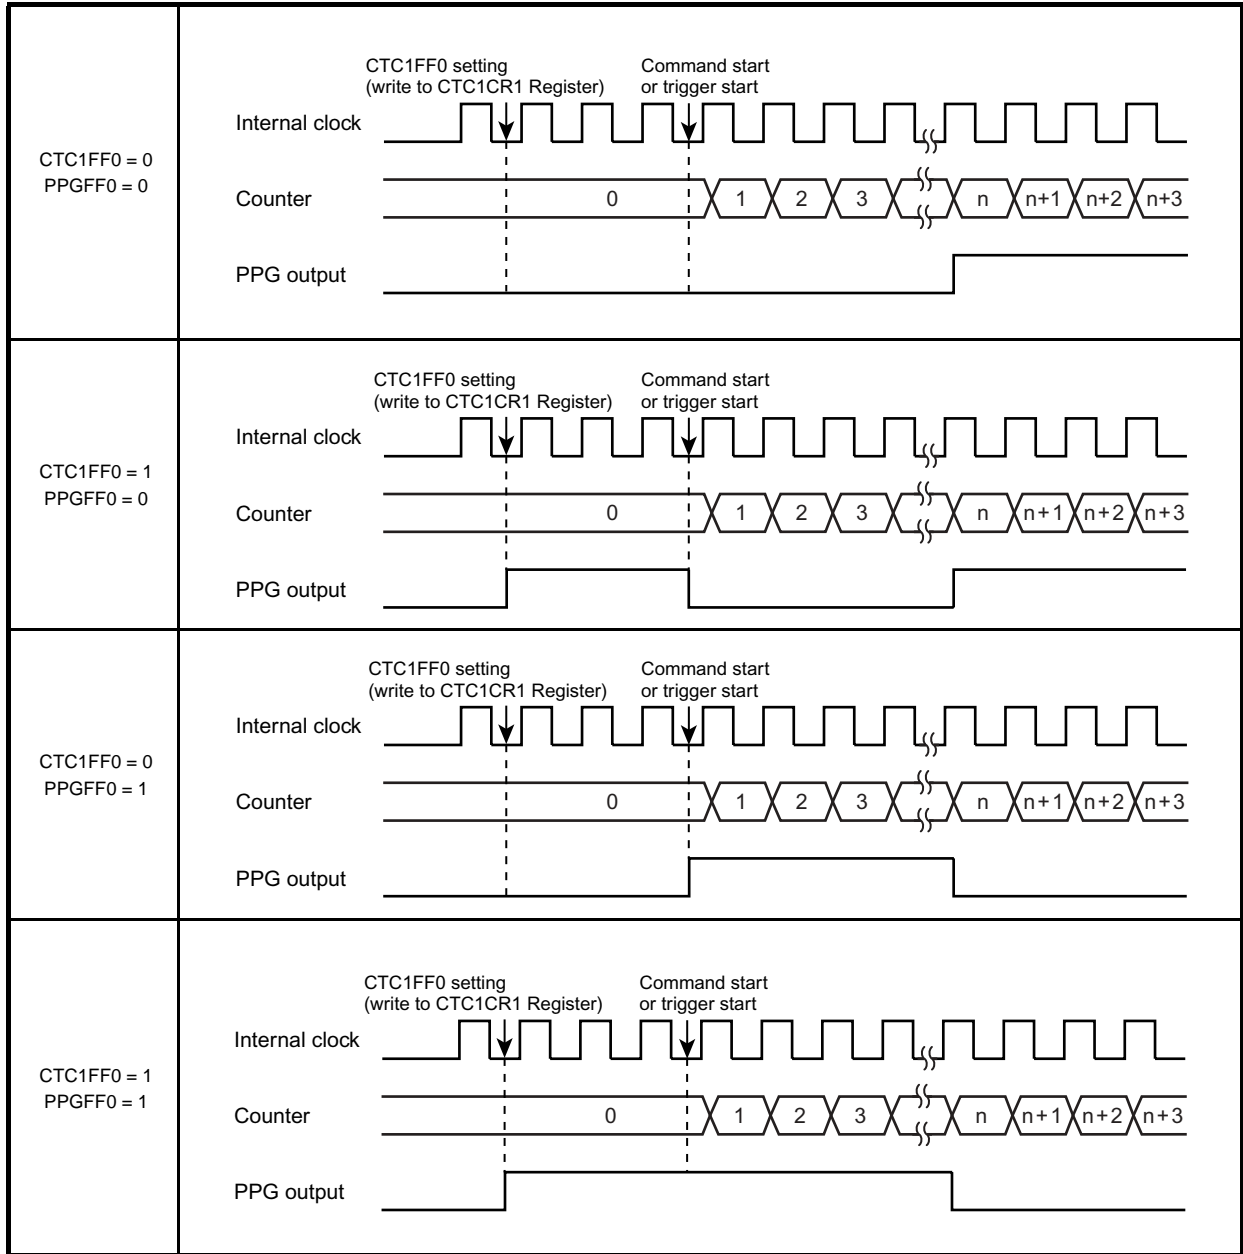 CTC1FF0 = 0
PPGFF0 = 0
CTC1FF0 setting
(write to CTC1CR1 Register)
Command start
or trigger start
Internal clock
Counter
0
1
2
3
n
n+1
n+2
n+3
PPG output
CTC1FF0 = 1
PPGFF0 = 0
CTC1FF0 setting
(write to CTC1CR1 Register)
Command start
or trigger start
Internal clock
Counter
0
1
2
3
n
n+1
n+2
n+3
PPG output
CTC1FF0 = 0
PPGFF0 = 1
CTC1FF0 setting
(write to CTC1CR1 Register)
Command start
or trigger start
Internal clock
Counter
0
1
2
3
n
n+1
n+2
n+3
PPG output
CTC1FF0 = 1
PPGFF0 = 1
CTC1FF0 setting
(write to CTC1CR1 Register)
Command start
or trigger start
Internal clock
Counter
0
1
2
3
n
n+1
n+2
n+3
PPG output